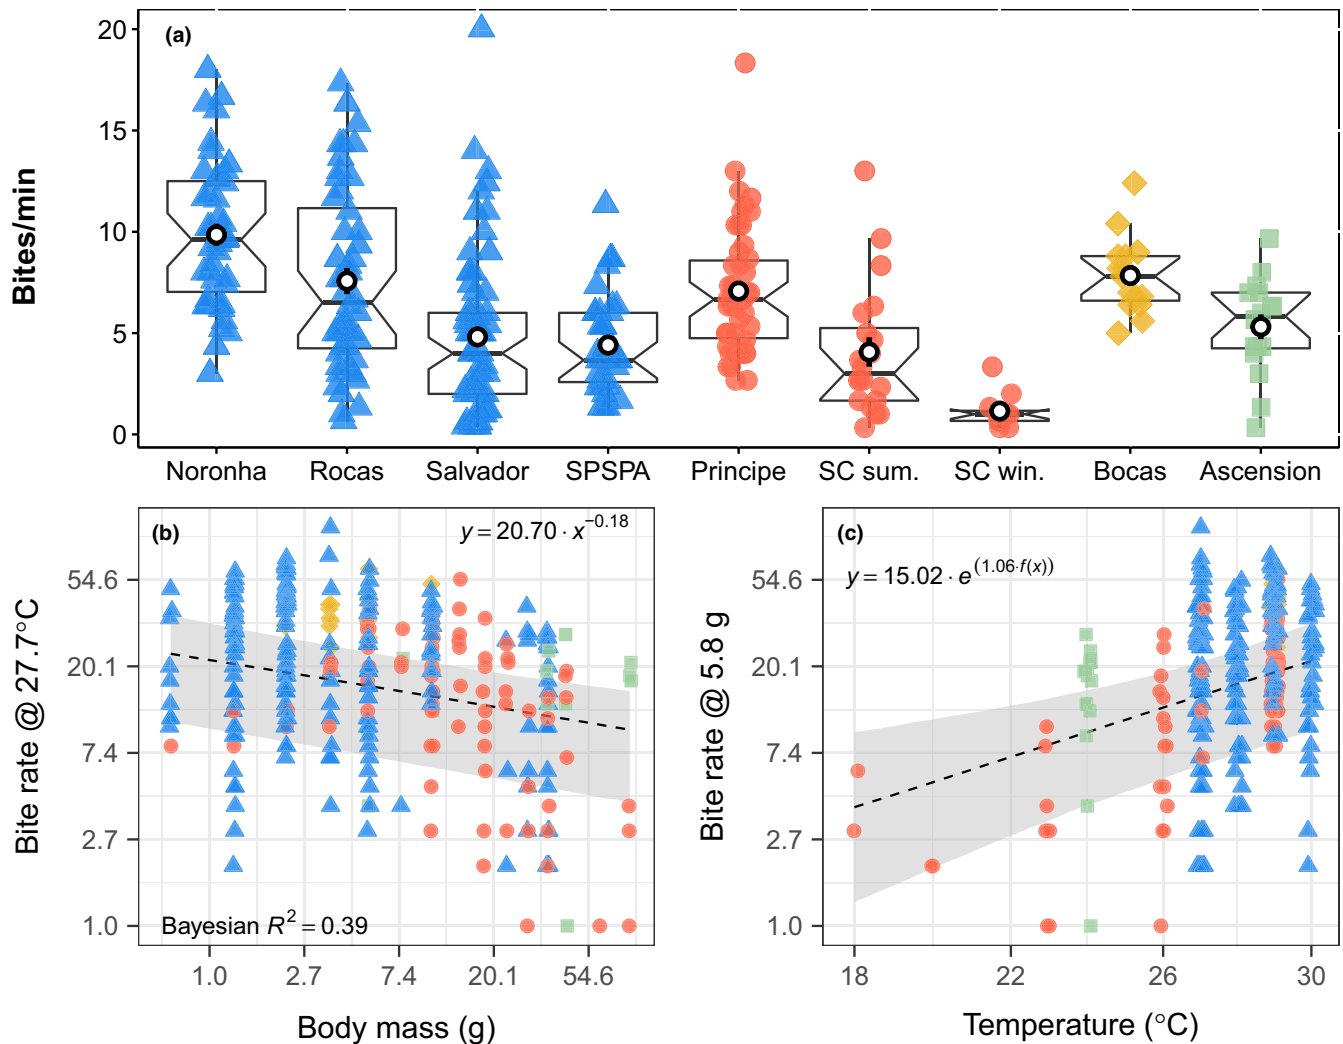 (a)
Bites/min
20
15
10
5
0
Noronha Rocas Salvador SPSPA Principe SC sum. SC win. Bocas Ascension
(b)
y = 20.70 · x^−0.18
Bite rate @ 27.7°C
54.6
20.1
7.4
2.7
1.0
Bayesian R² = 0.39
1.0 2.7 7.4 20.1 54.6
Body mass (g)
(c)
y = 15.02 · e^(1.06·f(x))
Bite rate @ 5.8 g
54.6
20.1
7.4
2.7
1.0
18 22 26 30
Temperature (°C)